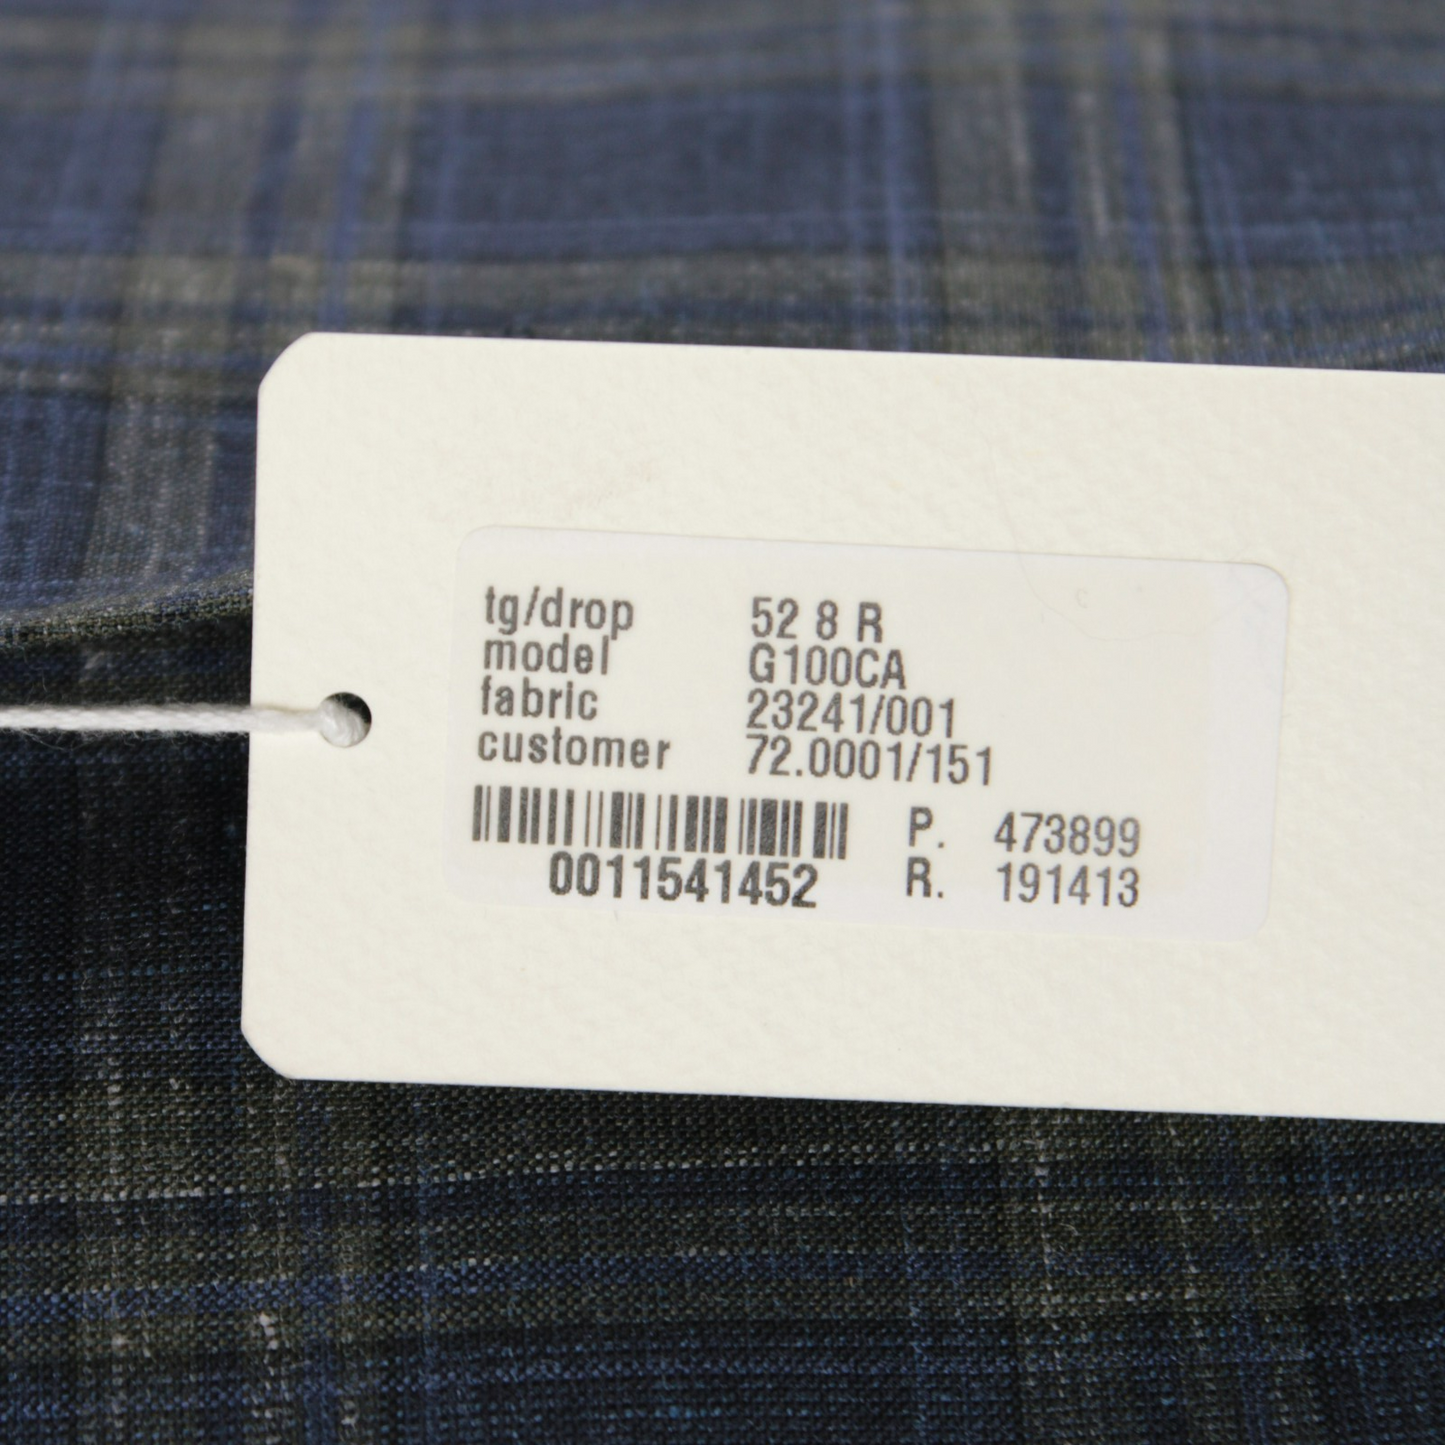 tg/drop 52 8 R
model G100CA
fabric 23241/001
customer 72.0001/151
P. 473899
0011541452 R. 191413